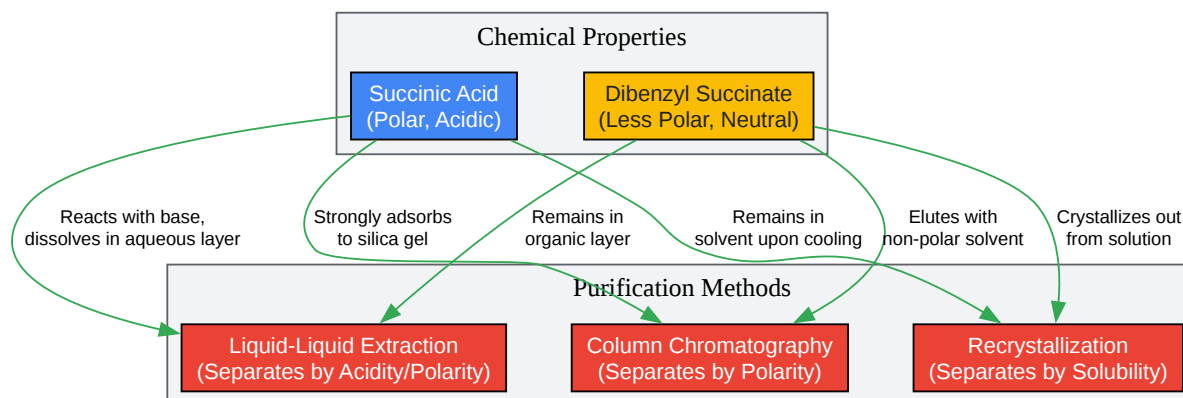 Chemical Properties
Succinic Acid
(Polar, Acidic)
Dibenzyl Succinate
(Less Polar, Neutral)
Reacts with base,
dissolves in aqueous layer
Strongly adsorbs
to silica gel
Remains in
organic layer
Remains in
solvent upon cooling
Elutes with
non-polar solvent
Crystallizes out
from solution
Purification Methods
Liquid-Liquid Extraction
(Separates by Acidity/Polarity)
Column Chromatography
(Separates by Polarity)
Recrystallization
(Separates by Solubility)